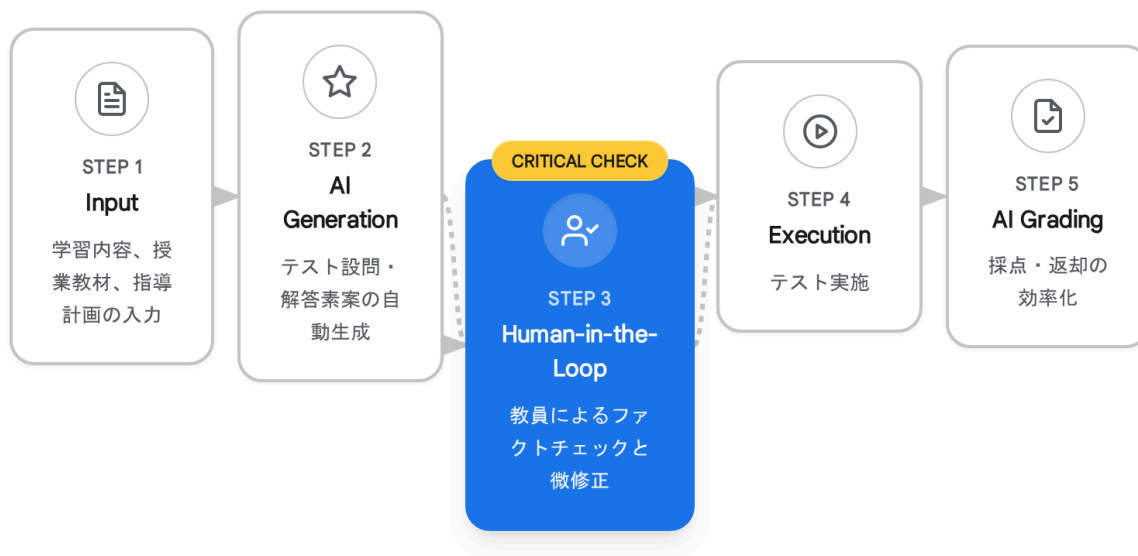 STEP 1
Input
学習内容、授
業教材、指導
計画の入力
STEP 2
AI
Generation
テスト設問・
解答素案の自
動生成
CRITICAL CHECK
STEP 3
Human-in-the-
Loop
教員によるファ
クトチェックと
微修正
STEP 4
Execution
テスト実施
STEP 5
AI Grading
採点・返却の
効率化